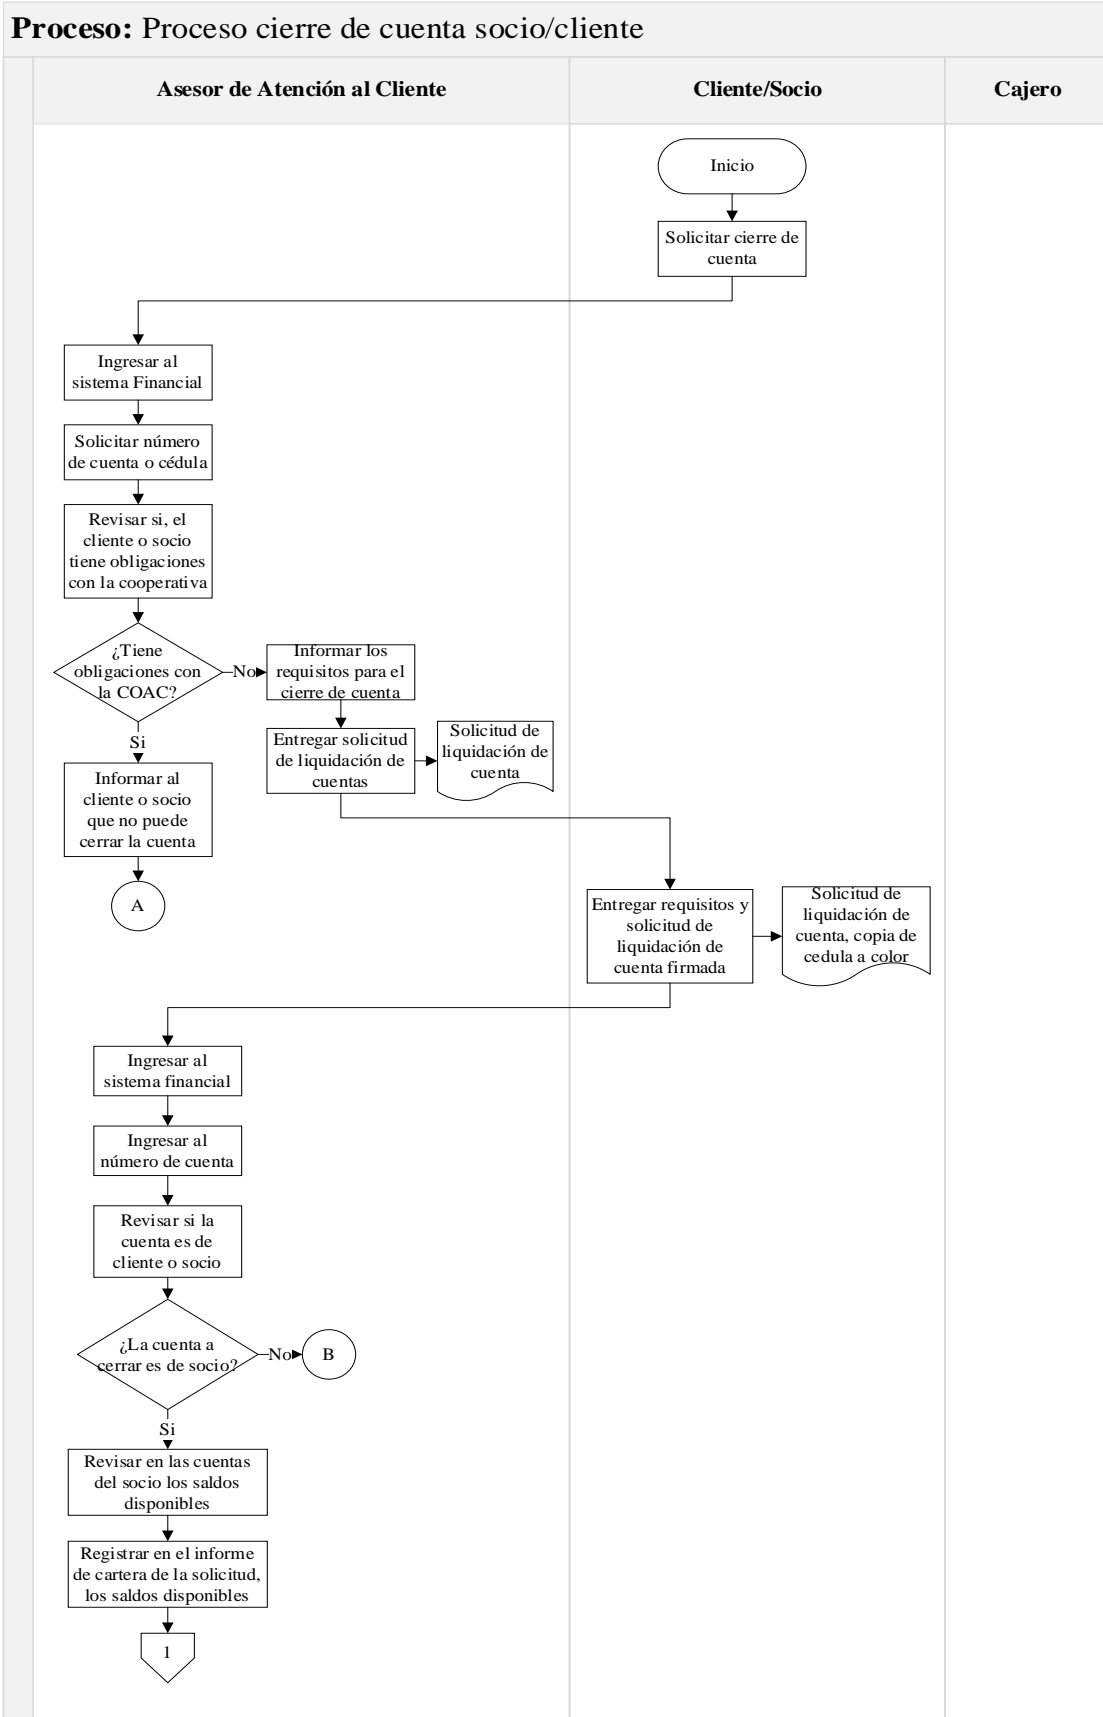 Proceso: Proceso cierre de cuenta socio/cliente
Asesor de Atención al Cliente
Cliente/Socio
Cajero
Inicio
Solicitar cierre de
cuenta
Ingresar al
sistema Financial
Solicitar número
de cuenta o cédula
Revisar si, el
cliente o socio
tiene obligaciones
con la cooperativa
¿Tiene
obligaciones con
la COAC?
No
Informar los
requisitos para el
cierre de cuenta
Si
Entregar solicitud
de liquidación de
cuentas
Solicitud de
liquidación de
cuenta
Informar al
cliente o socio
que no puede
cerrar la cuenta
A
Entregar requisitos y
solicitud de
liquidación de
cuenta firmada
Solicitud de
liquidación de
cuenta, copia de
cedula a color
Ingresar al
sistema financial
Ingresar al
número de cuenta
Revisar si la
cuenta es de
cliente o socio
¿La cuenta a
cerrar es de socio?
No
B
Si
Revisar en las cuentas
del socio los saldos
disponibles
Registrar en el informe
de cartera de la solicitud,
los saldos disponibles
1